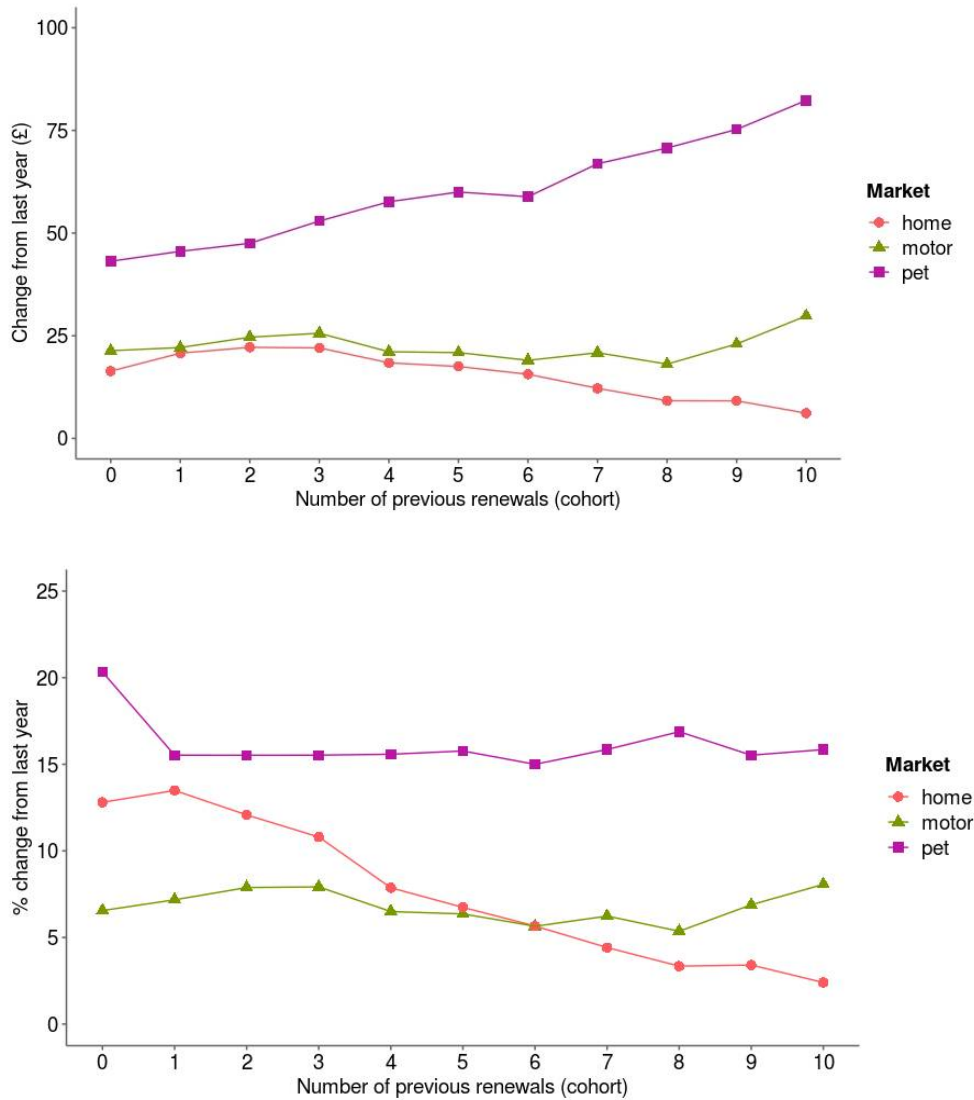 100
75
50
25
0
Change from last year (£)
0 1 2 3 4 5 6 7 8 9 10
Number of previous renewals (cohort)
Market
home
motor
pet
25
20
15
10
5
0
% change from last year
0 1 2 3 4 5 6 7 8 9 10
Number of previous renewals (cohort)
Market
home
motor
pet